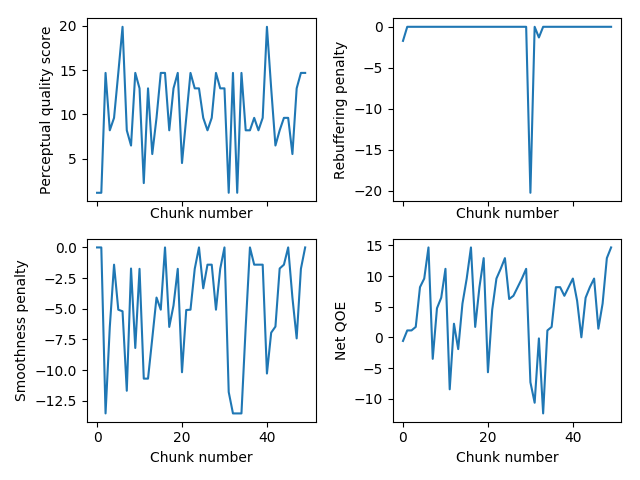 Perceptual quality score
20
15
10
5
Chunk number
Rebuffering penalty
0
−5
−10
−15
−20
Chunk number
Smoothness penalty
0.0
−2.5
−5.0
−7.5
−10.0
−12.5
0 20 40
Chunk number
Net QOE
15
10
5
0
−5
−10
0 20 40
Chunk number